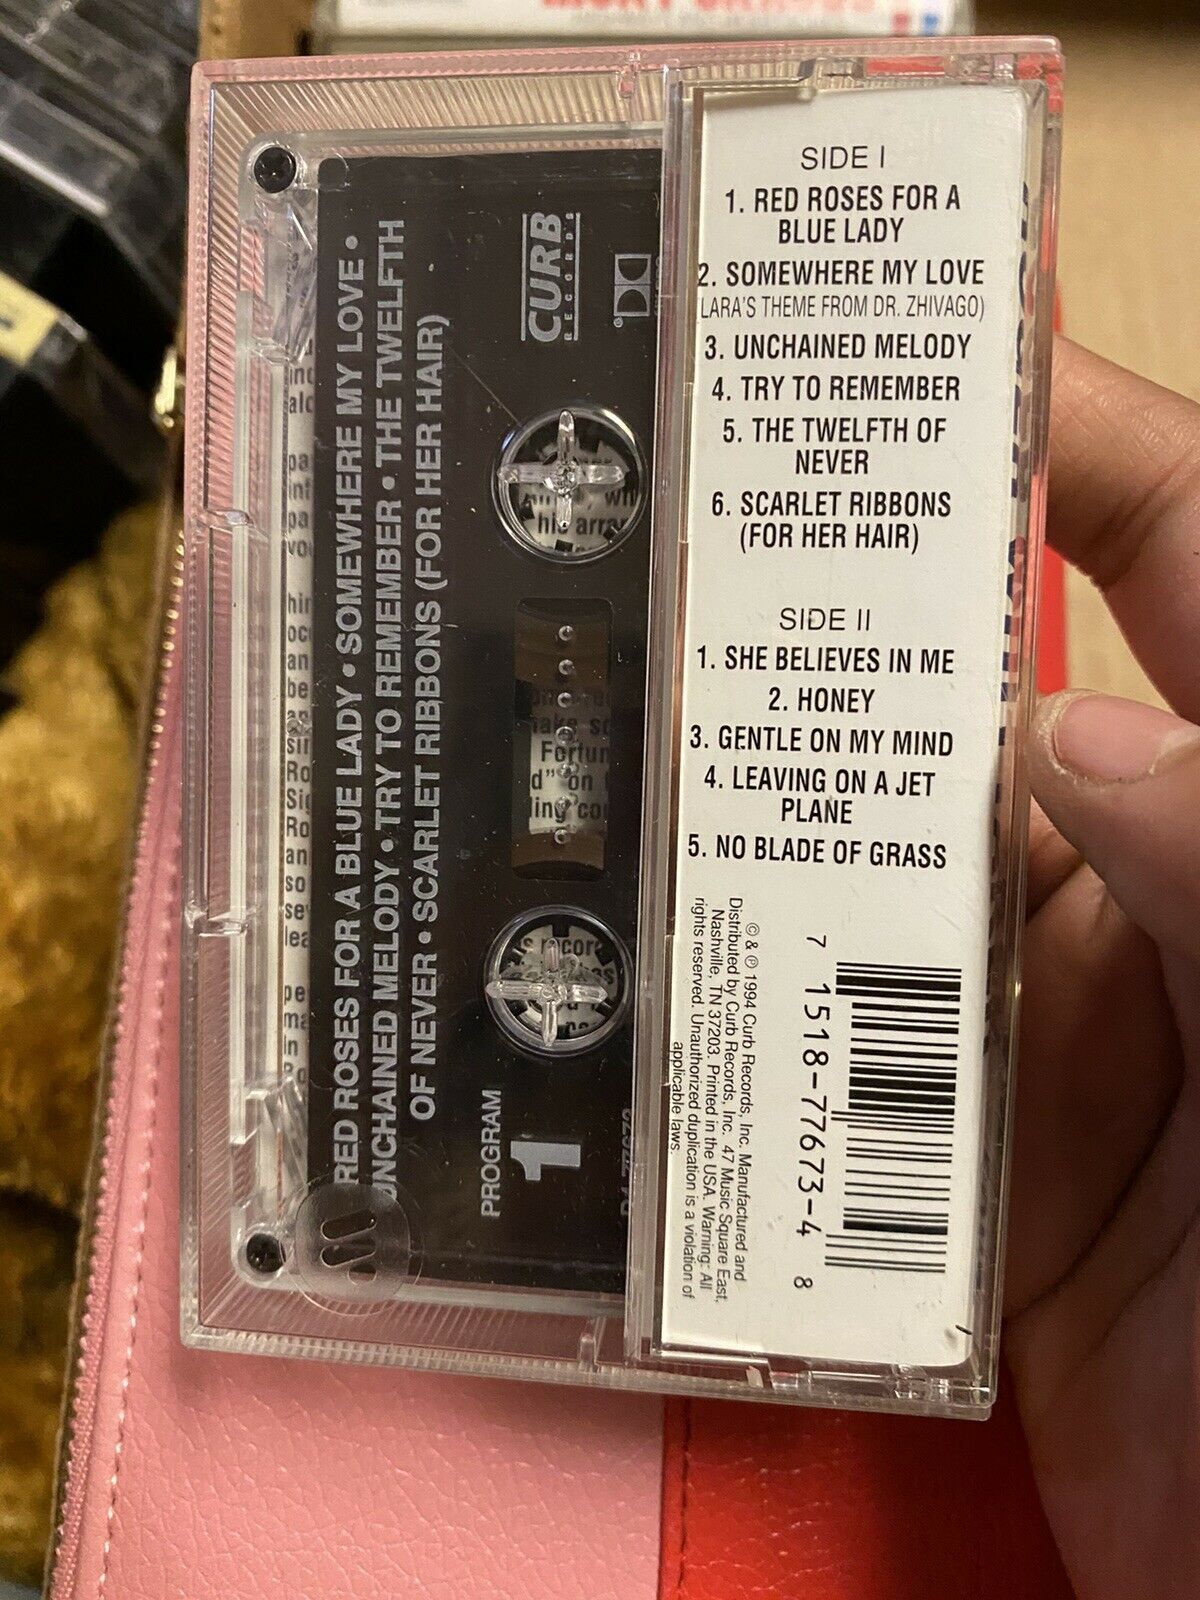 SIDE I
1. RED ROSES FOR A
BLUE LADY
2. SOMEWHERE MY LOVE
LARA'S THEME FROM DR. ZHIVAGO)
3. UNCHAINED MELODY
4. TRY TO REMEMBER
5. THE TWELFTH OF
NEVER
6. SCARLET RIBBONS
(FOR HER HAIR)
SIDE II
1. SHE BELIEVES IN ME
2. HONEY
3. GENTLE ON MY MIND
4. LEAVING ON A JET
PLANE
5. NO BLADE OF GRASS
© & ℗ 1994 Curb Records, Inc. Manufactured and
Distributed by Curb Records, Inc. 47 Music Square East,
Nashville, TN 37203. Printed in the USA. Warning: All
rights reserved. Unauthorized duplication is a violation of
applicable laws.
7 1518-77673-4 8
RED ROSES FOR A BLUE LADY • SOMEWHERE MY LOVE •
UNCHAINED MELODY • TRY TO REMEMBER • THE TWELFTH
OF NEVER • SCARLET RIBBONS (FOR HER HAIR)
CURB
RECORDS
PROGRAM
1
his arran
Fortun
d" on